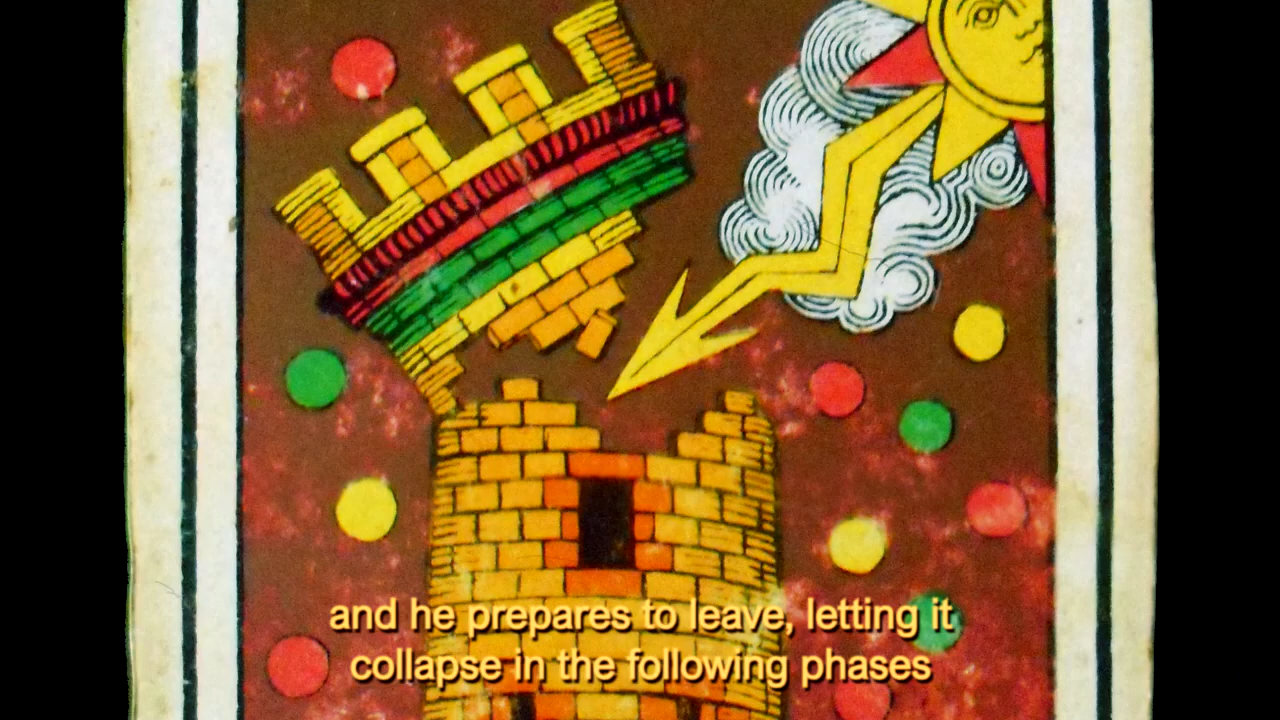 and he prepares to leave, letting it
collapse in the following phases